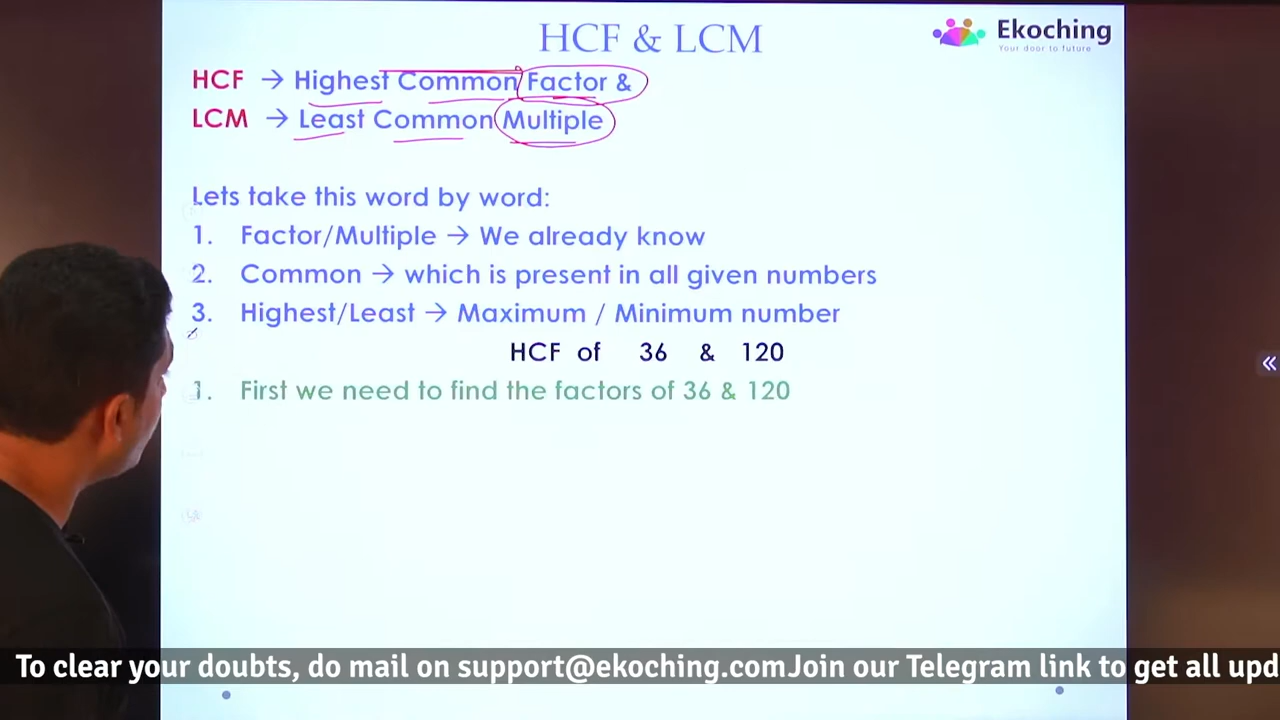 HCF & LCM
Ekoching
Your door to future
HCF → Highest Common Factor &
LCM → Least Common Multiple
Lets take this word by word:
1. Factor/Multiple → We already know
2. Common → which is present in all given numbers
3. Highest/Least → Maximum / Minimum number
HCF of 36 & 120
1. First we need to find the factors of 36 & 120
To clear your doubts, do mail on support@ekoching.comJoin our Telegram link to get all upd